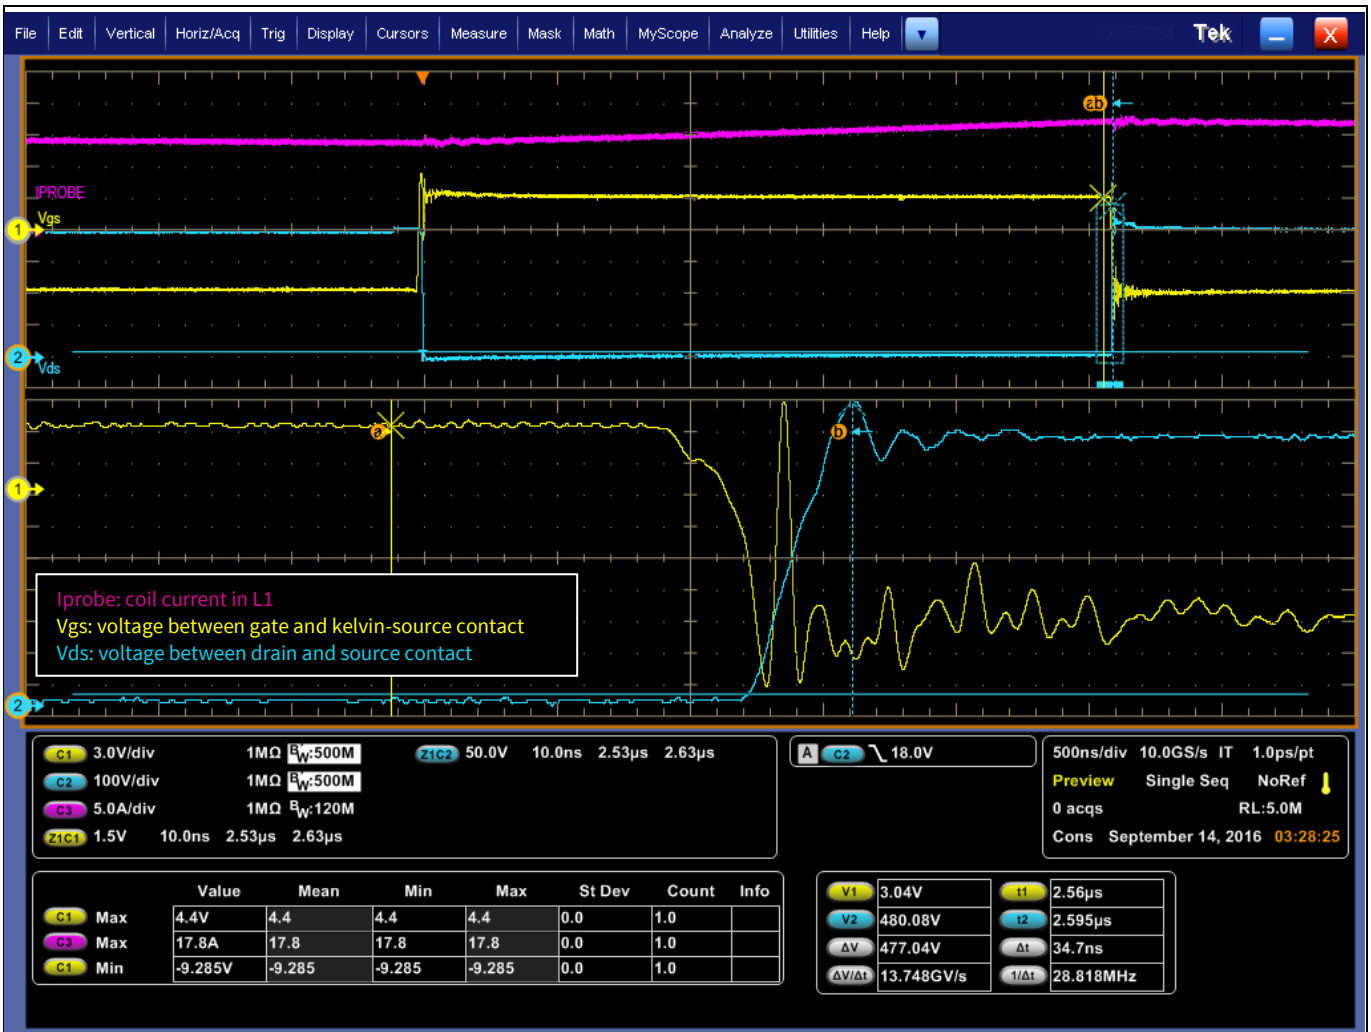 File Edit Vertical Horiz/Acq Trig Display Cursors Measure Mask Math MyScope Analyze Utilities Help Tek X
ab
IPROBE
Vgs
1
2
Vds
a
b
1
Iprobe: coil current in L1
Vgs: voltage between gate and kelvin-source contact
Vds: voltage between drain and source contact
2
C1 3.0V/div 1MΩ BW:500M Z1C2 50.0V 10.0ns 2.53µs 2.63µs
C2 100V/div 1MΩ BW:500M
C3 5.0A/div 1MΩ BW:120M
Z1C1 1.5V 10.0ns 2.53µs 2.63µs
A C2 18.0V
500ns/div 10.0GS/s IT 1.0ps/pt
Preview Single Seq NoRef
0 acqs RL:5.0M
Cons September 14, 2016 03:28:25
Value Mean Min Max St Dev Count Info
C1 Max 4.4V 4.4 4.4 4.4 0.0 1.0
C3 Max 17.8A 17.8 17.8 17.8 0.0 1.0
C1 Min -9.285V -9.285 -9.285 -9.285 0.0 1.0
V1 3.04V t1 2.56µs
V2 480.08V t2 2.595µs
ΔV 477.04V Δt 34.7ns
ΔV/Δt 13.748GV/s 1/Δt 28.818MHz